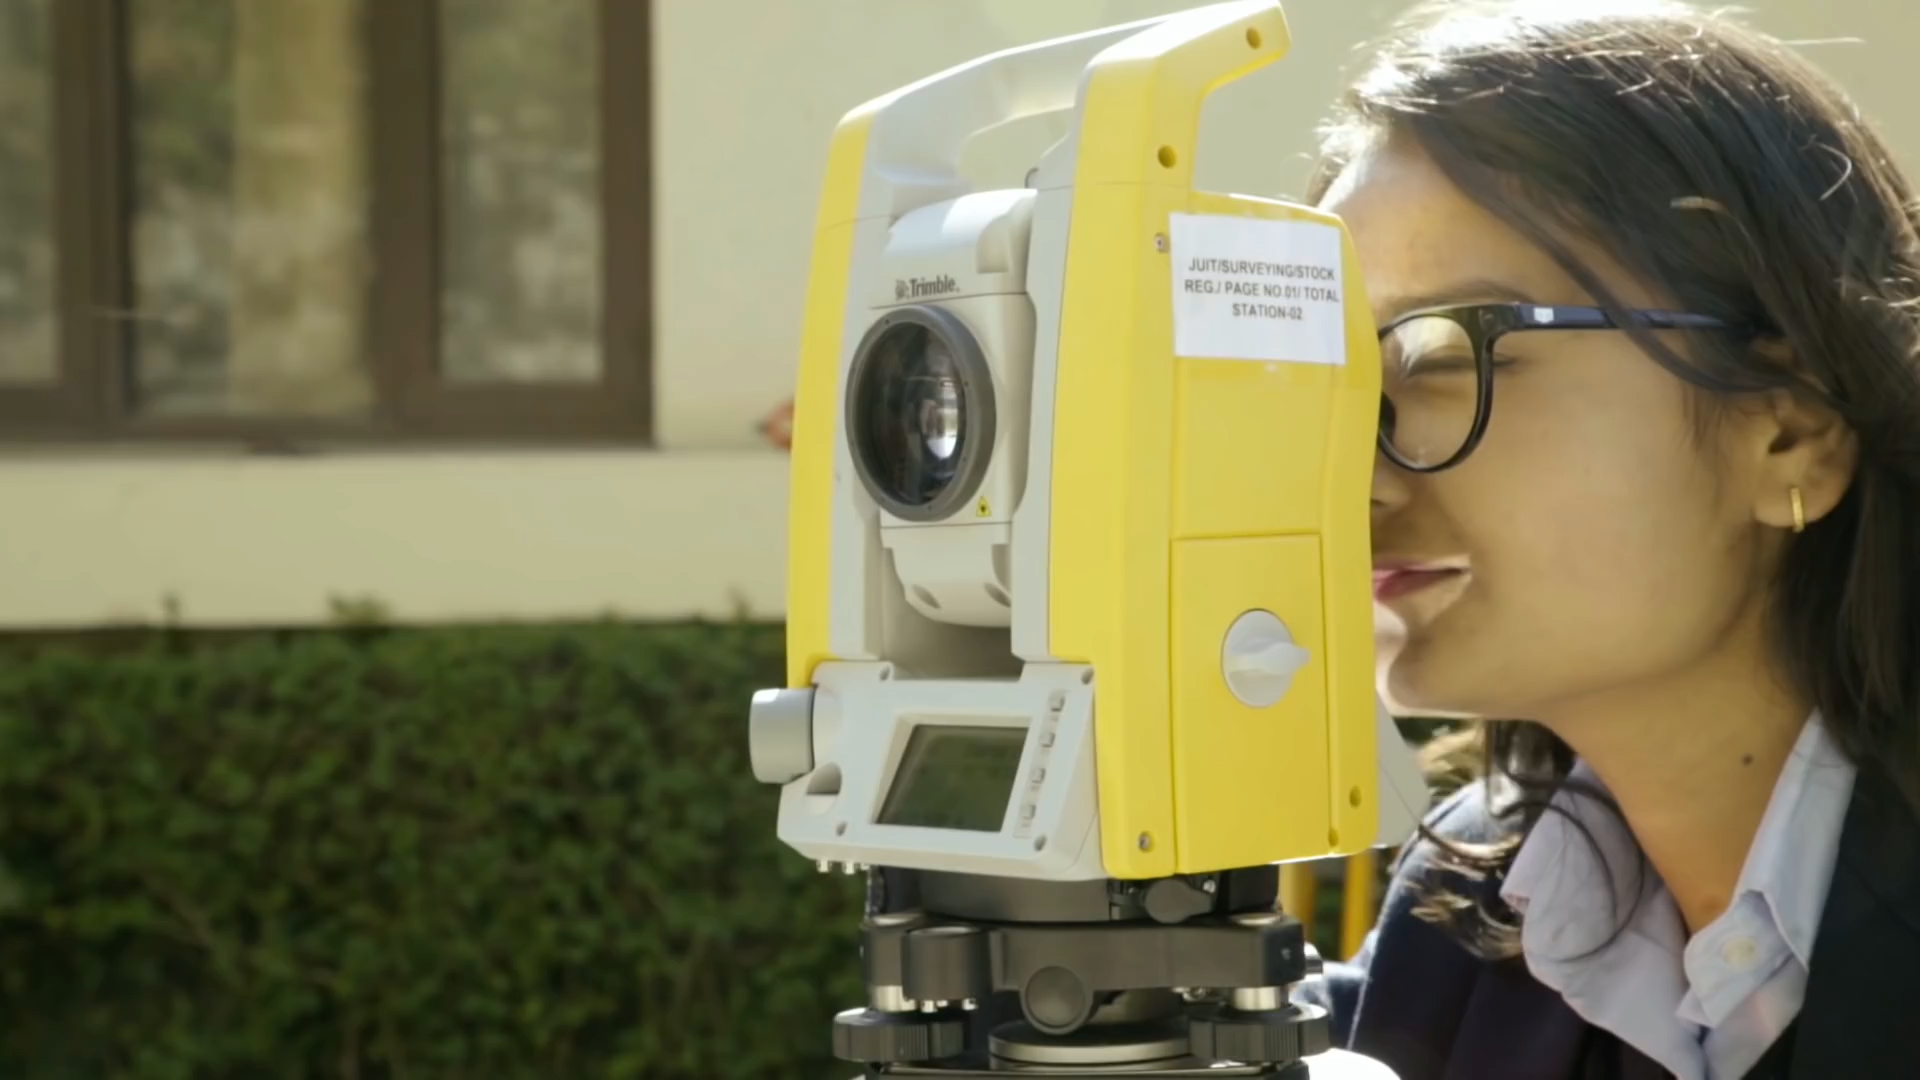 Trimble.
JUIT/SURVEYING/STOCK
REG./ PAGE NO.01/ TOTAL
STATION-02